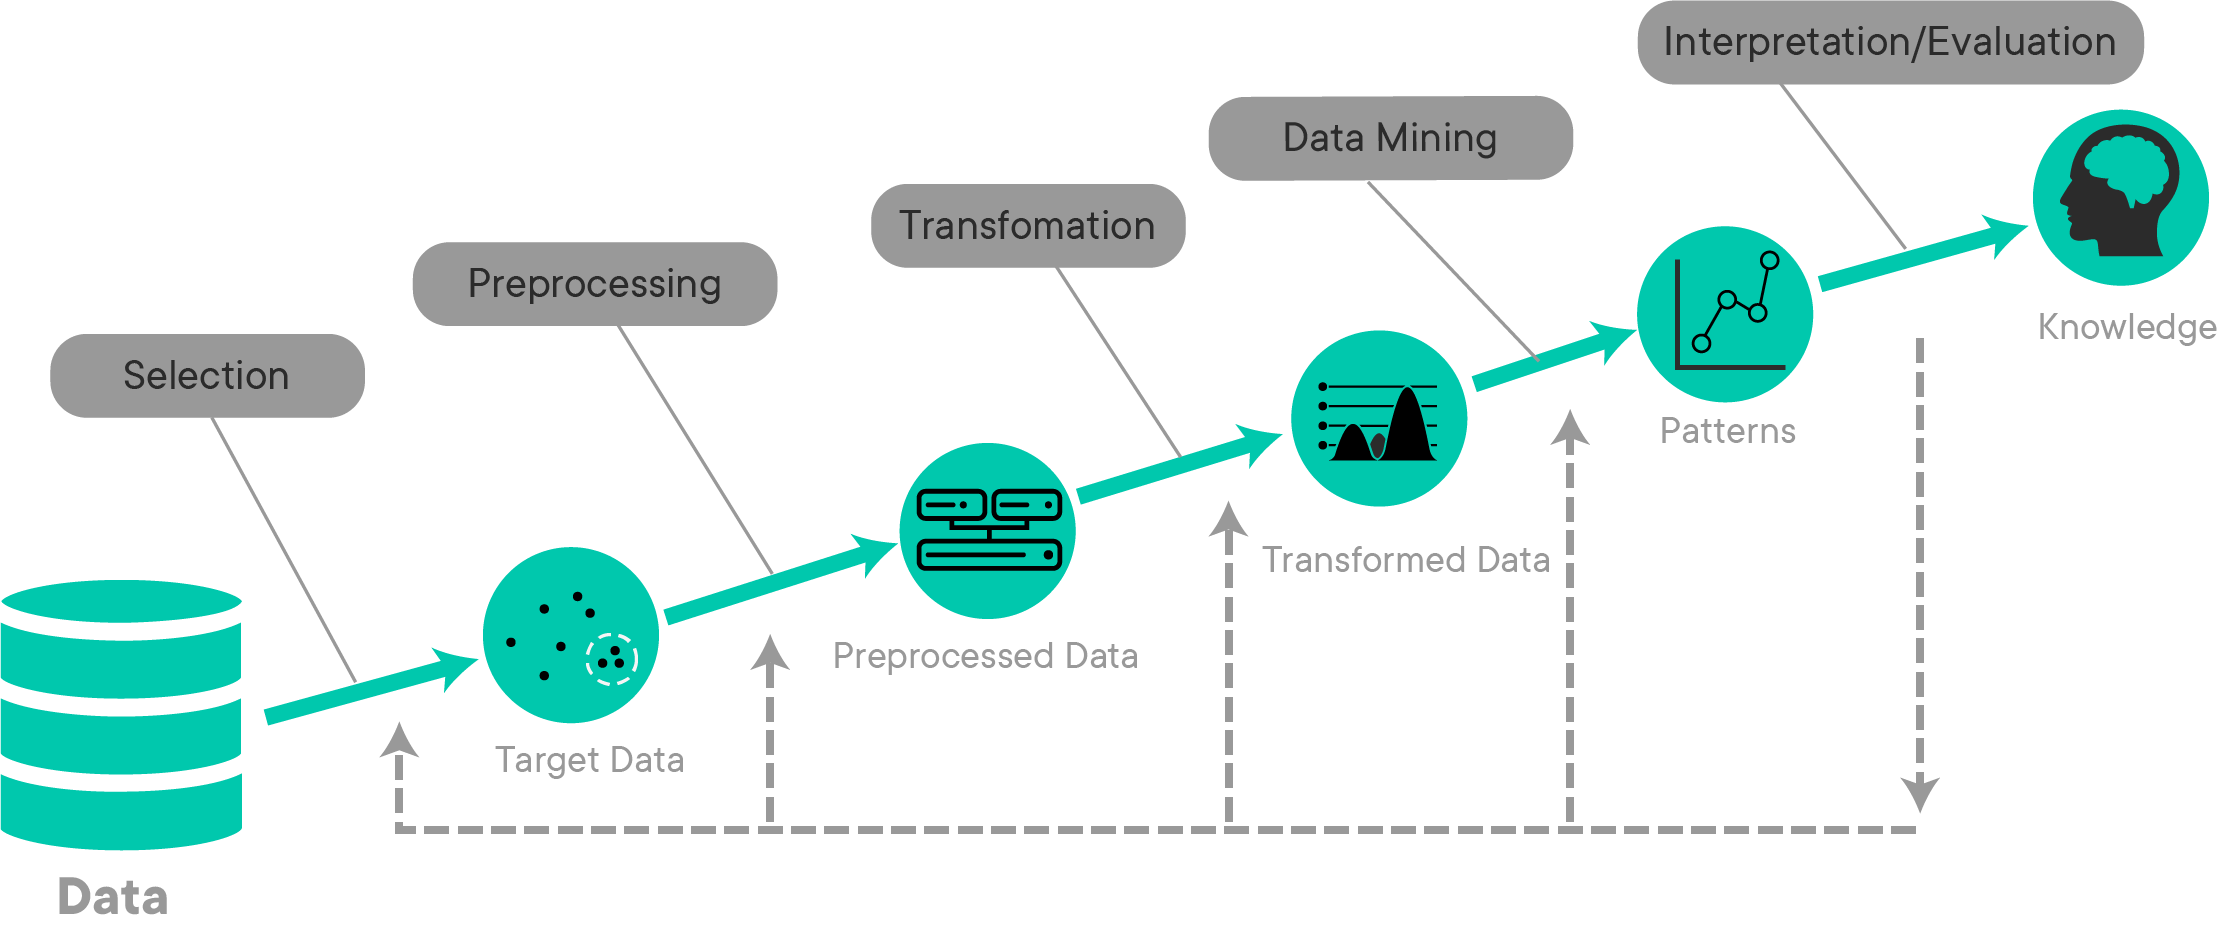 Interpretation/Evaluation
Data Mining
Transfomation
Preprocessing
Selection
Knowledge
Patterns
Transformed Data
Preprocessed Data
Target Data
Data